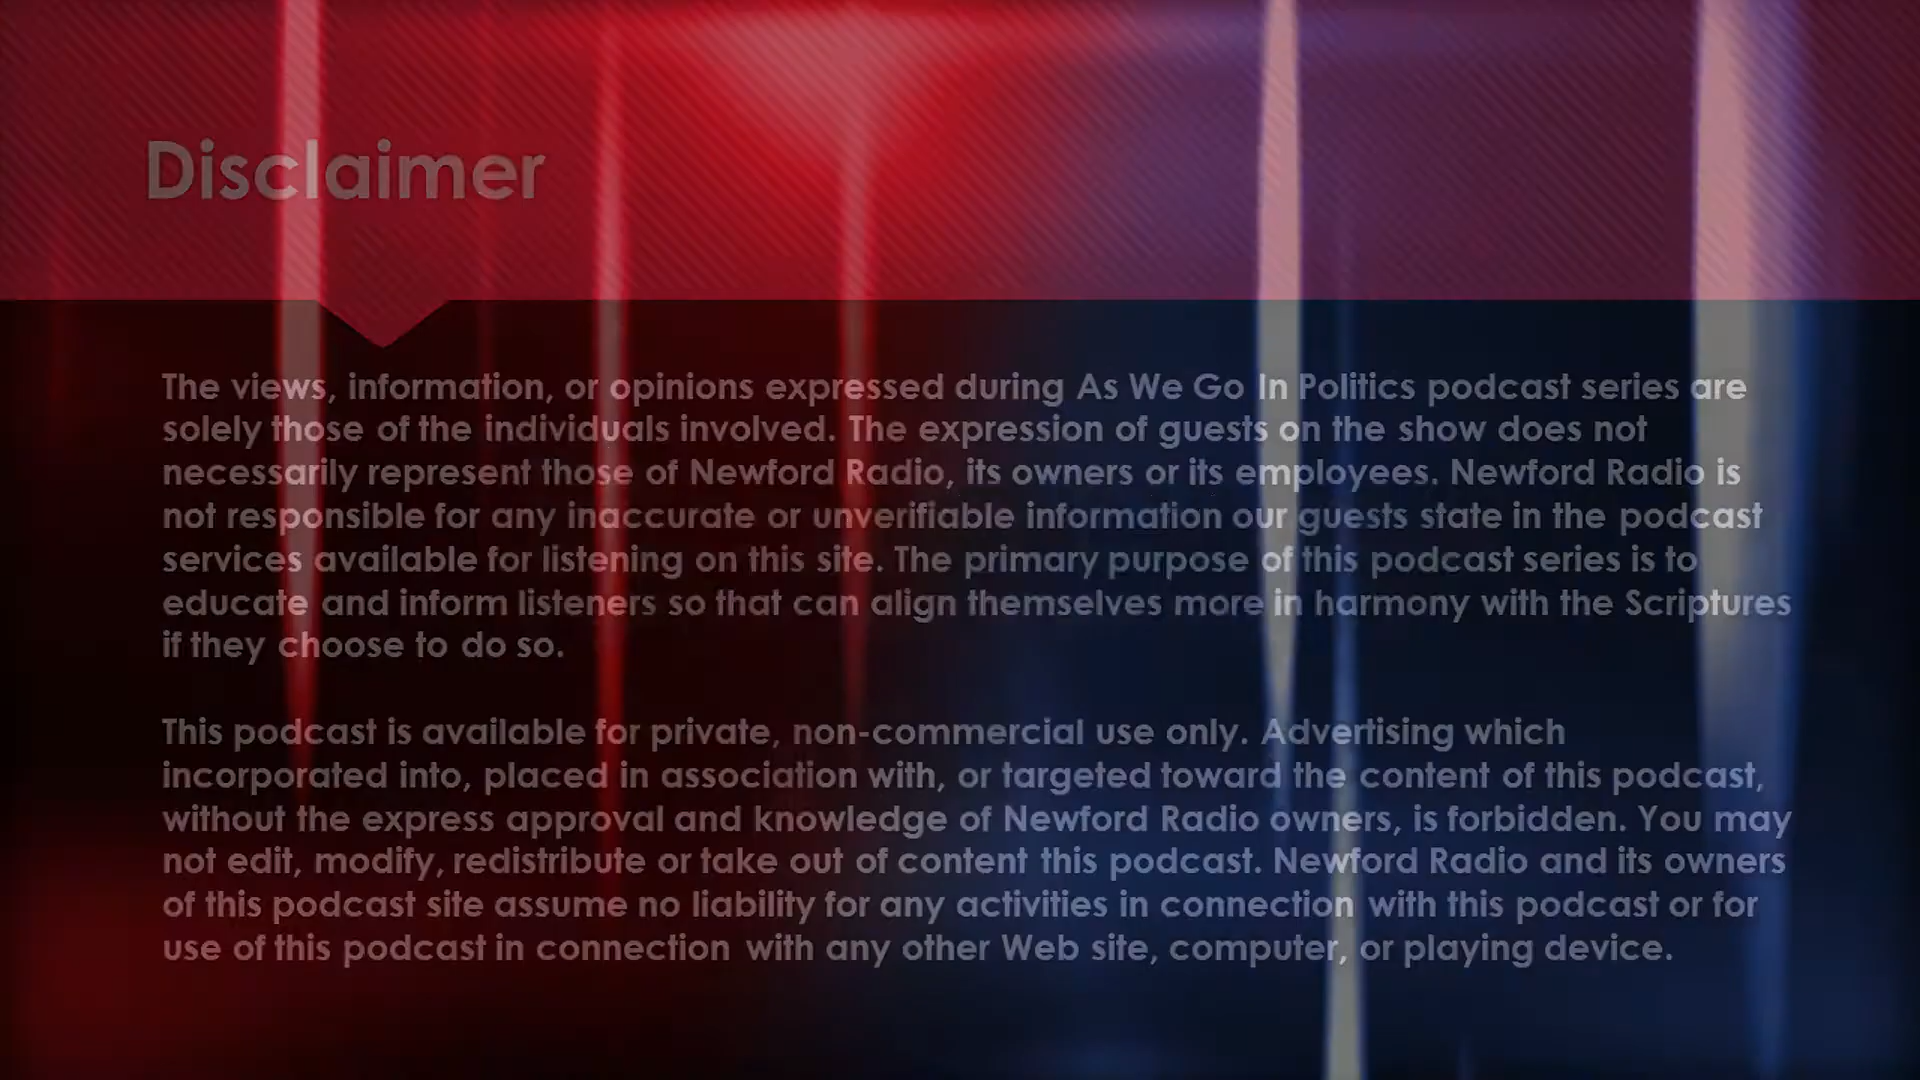 Disclaimer
The views, information, or opinions expressed during As We Go In Politics podcast series are
solely those of the individuals involved. The expression of guests on the show does not
necessarily represent those of Newford Radio, its owners or its employees. Newford Radio is
not responsible for any inaccurate or unverifiable information our guests state in the podcast
services available for listening on this site. The primary purpose of this podcast series is to
educate and inform listeners so that can align themselves more in harmony with the Scriptures
if they choose to do so.
This podcast is available for private, non-commercial use only. Advertising which
incorporated into, placed in association with, or targeted toward the content of this podcast,
without the express approval and knowledge of Newford Radio owners, is forbidden. You may
not edit, modify, redistribute or take out of content this podcast. Newford Radio and its owners
of this podcast site assume no liability for any activities in connection with this podcast or for
use of this podcast in connection with any other Web site, computer, or playing device.